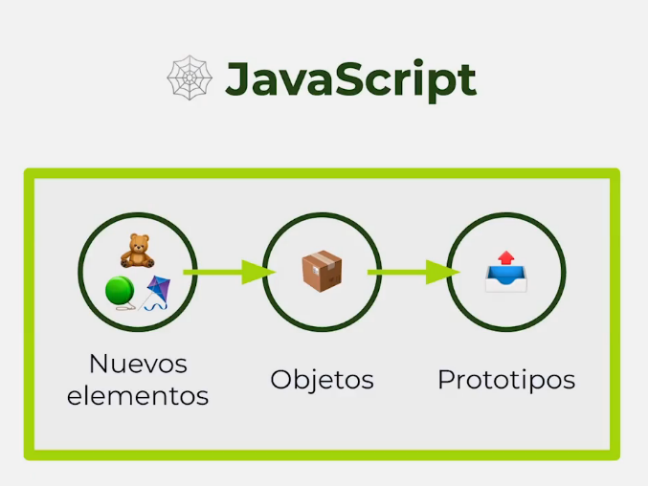 JavaScript
Nuevos
elementos
Objetos
Prototipos